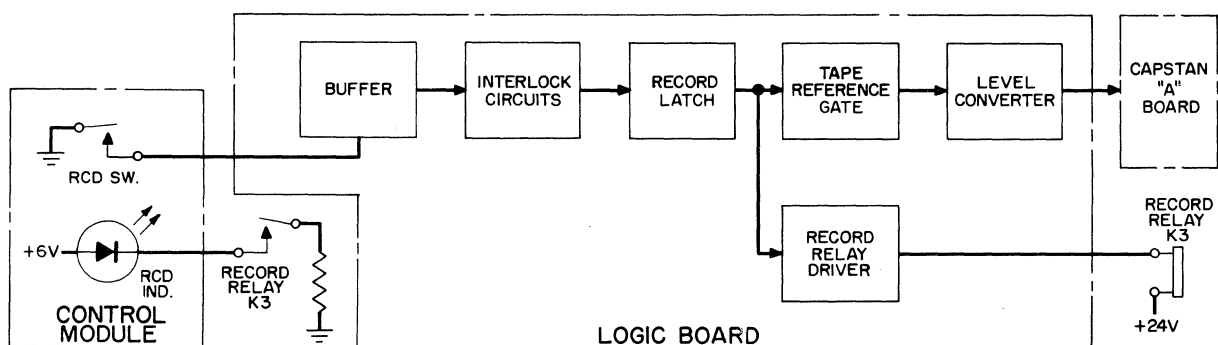 BUFFER
INTERLOCK
CIRCUITS
RECORD
LATCH
TAPE
REFERENCE
GATE
LEVEL
CONVERTER
CAPSTAN
"A"
BOARD
RCD SW.
+6V
RCD
IND.
RECORD
RELAY
K3
CONTROL
MODULE
RECORD
RELAY
DRIVER
RECORD
RELAY
K3
+24V
LOGIC BOARD